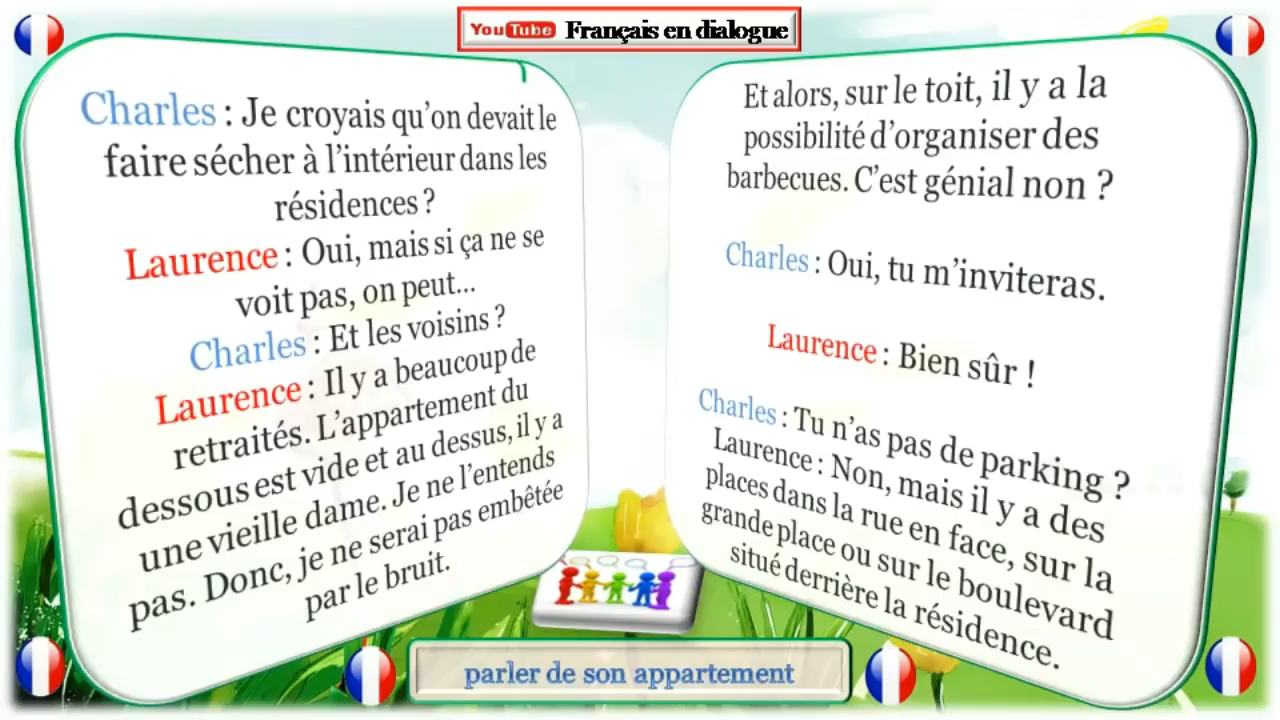 YouTube Français en dialogue
Charles : Je croyais qu’on devait le
faire sécher à l’intérieur dans les
résidences ?
Laurence : Oui, mais si ça ne se
voit pas, on peut...
Charles : Et les voisins ?
Laurence : Il y a beaucoup de
retraités. L’appartement du
dessous est vide et au dessus, il y a
une vieille dame. Je ne l’entends
pas. Donc, je ne serai pas embêtée
par le bruit.
Et alors, sur le toit, il y a la
possibilité d’organiser des
barbecues. C’est génial non ?
Charles : Oui, tu m’inviteras.
Laurence : Bien sûr !
Charles : Tu n’as pas de parking ?
Laurence : Non, mais il y a des
places dans la rue en face, sur la
grande place ou sur le boulevard
situé derrière la résidence.
parler de son appartement